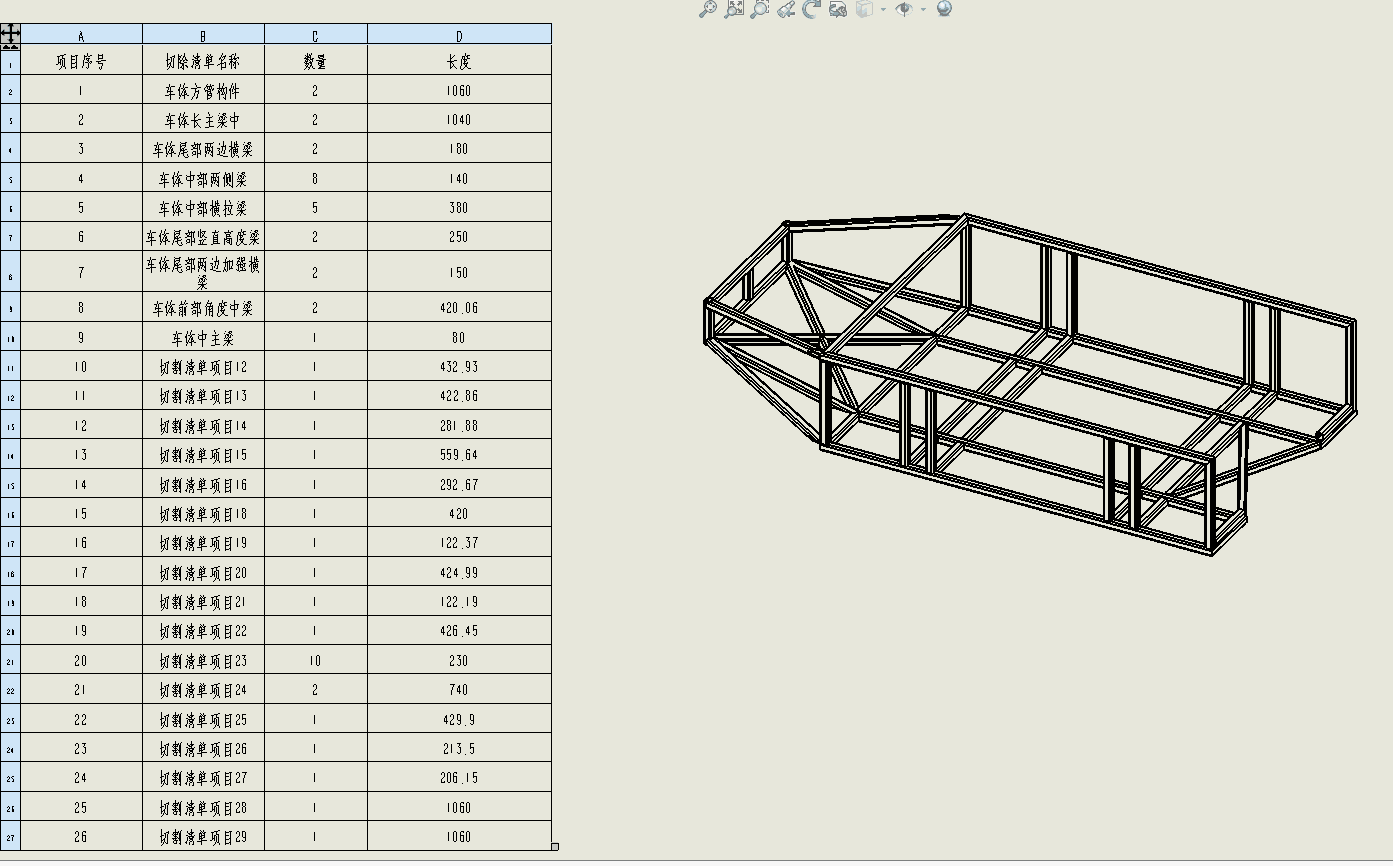 A B C D
1 项目序号 切除清单名称 数量 长度
2 1 车体方管构件 2 1060
3 2 车体长主梁中 2 1040
4 3 车体尾部两边横梁 2 180
5 4 车体中部两侧梁 8 140
6 5 车体中部横拉梁 5 380
7 6 车体尾部竖直高度梁 2 250
8 7 车体尾部两边加强横梁 2 150
9 8 车体前部角度中梁 2 420.06
10 9 车体中主梁 1 80
11 10 切割清单项目12 1 432.93
12 11 切割清单项目13 1 422.86
13 12 切割清单项目14 1 281.88
14 13 切割清单项目15 1 559.64
15 14 切割清单项目16 1 292.67
16 15 切割清单项目18 1 420
17 16 切割清单项目19 1 122.37
18 17 切割清单项目20 1 424.99
19 18 切割清单项目21 1 122.19
20 19 切割清单项目22 1 426.45
21 20 切割清单项目23 10 230
22 21 切割清单项目24 2 740
23 22 切割清单项目25 1 429.9
24 23 切割清单项目26 1 213.5
25 24 切割清单项目27 1 206.15
26 25 切割清单项目28 1 1060
27 26 切割清单项目29 1 1060